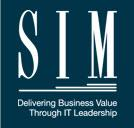 SIM
Delivering Business Value
Through IT Leadership